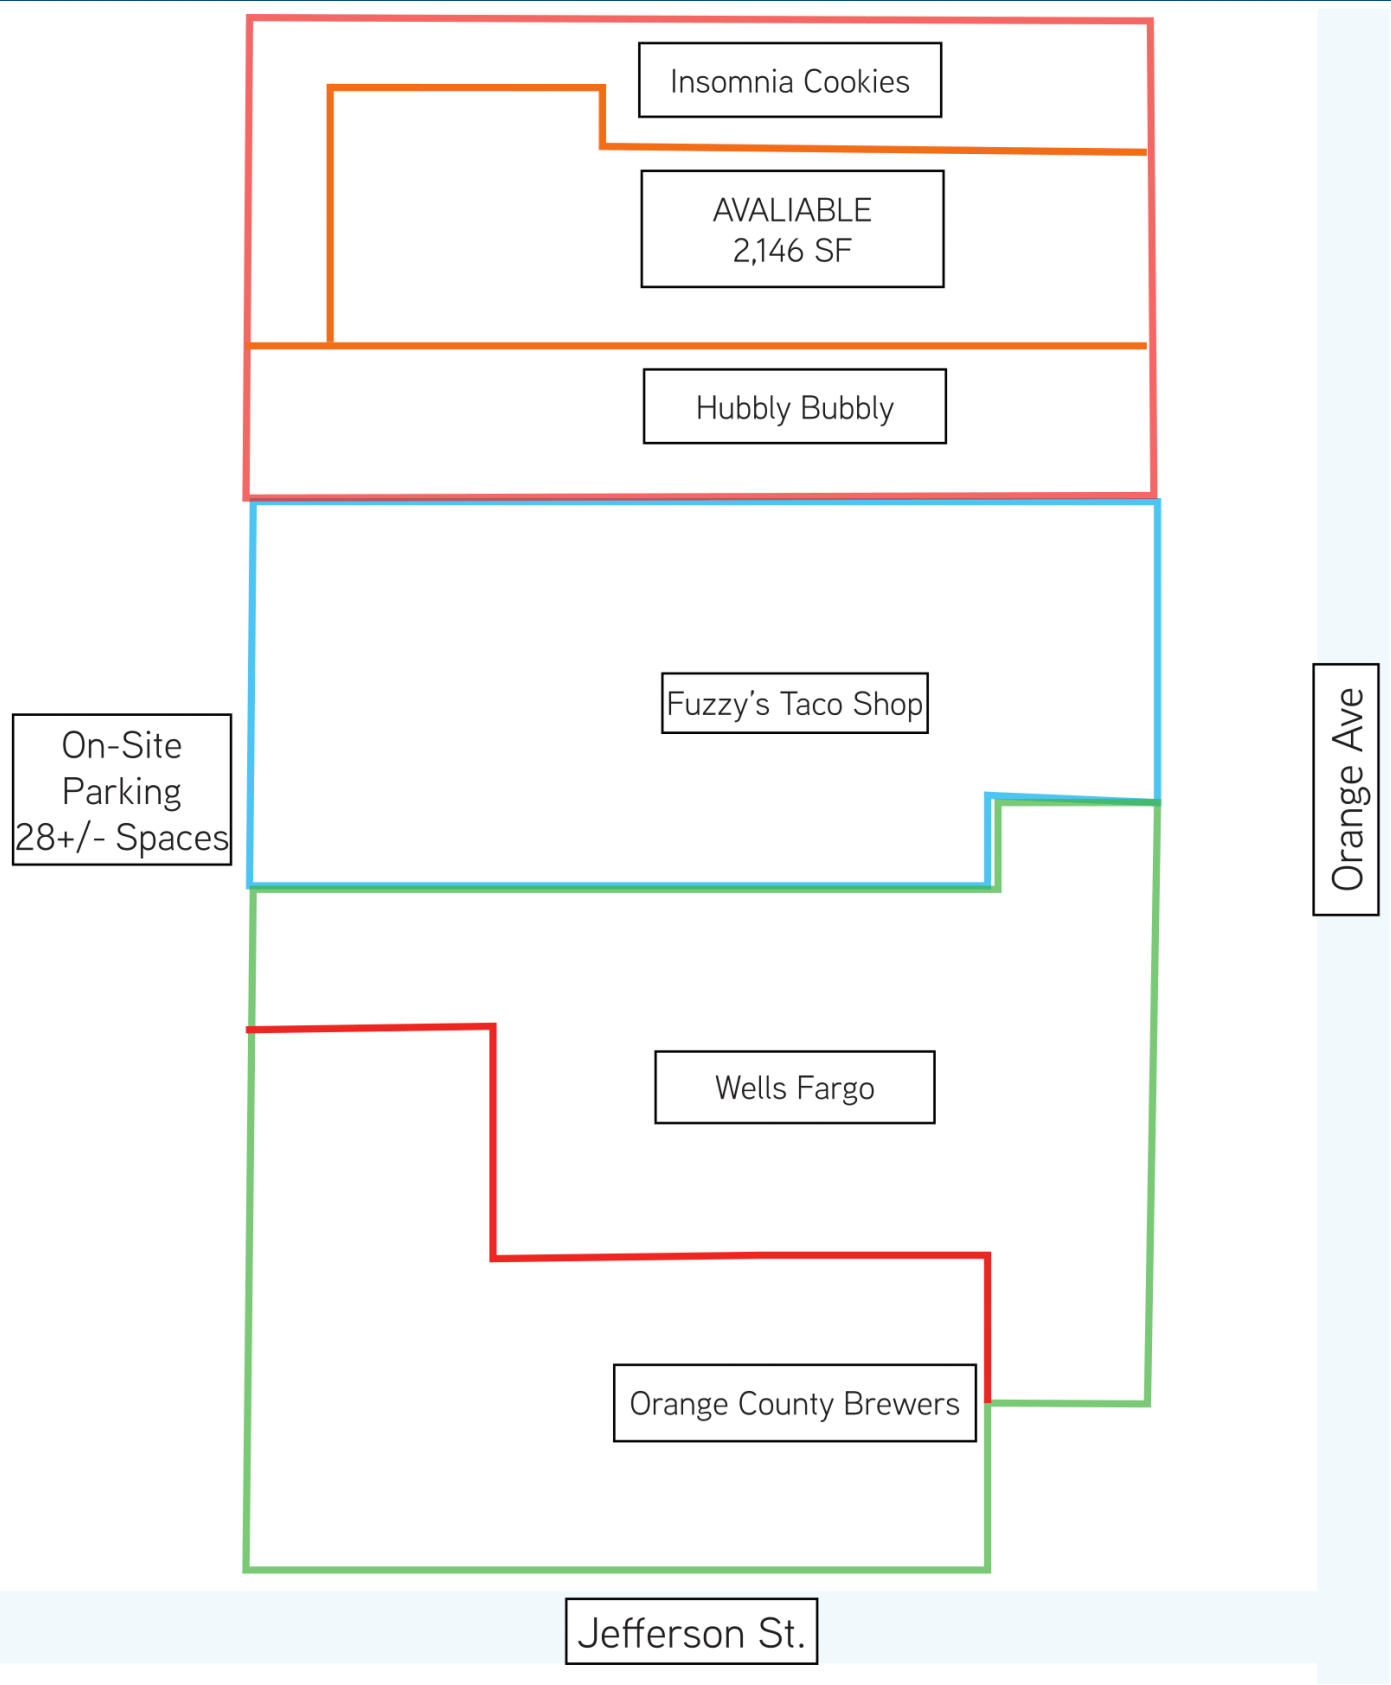 Insomnia Cookies
AVALIABLE
2,146 SF
Hubbly Bubbly
Fuzzy’s Taco Shop
On-Site
Parking
28+/- Spaces
Orange Ave
Wells Fargo
Orange County Brewers
Jefferson St.